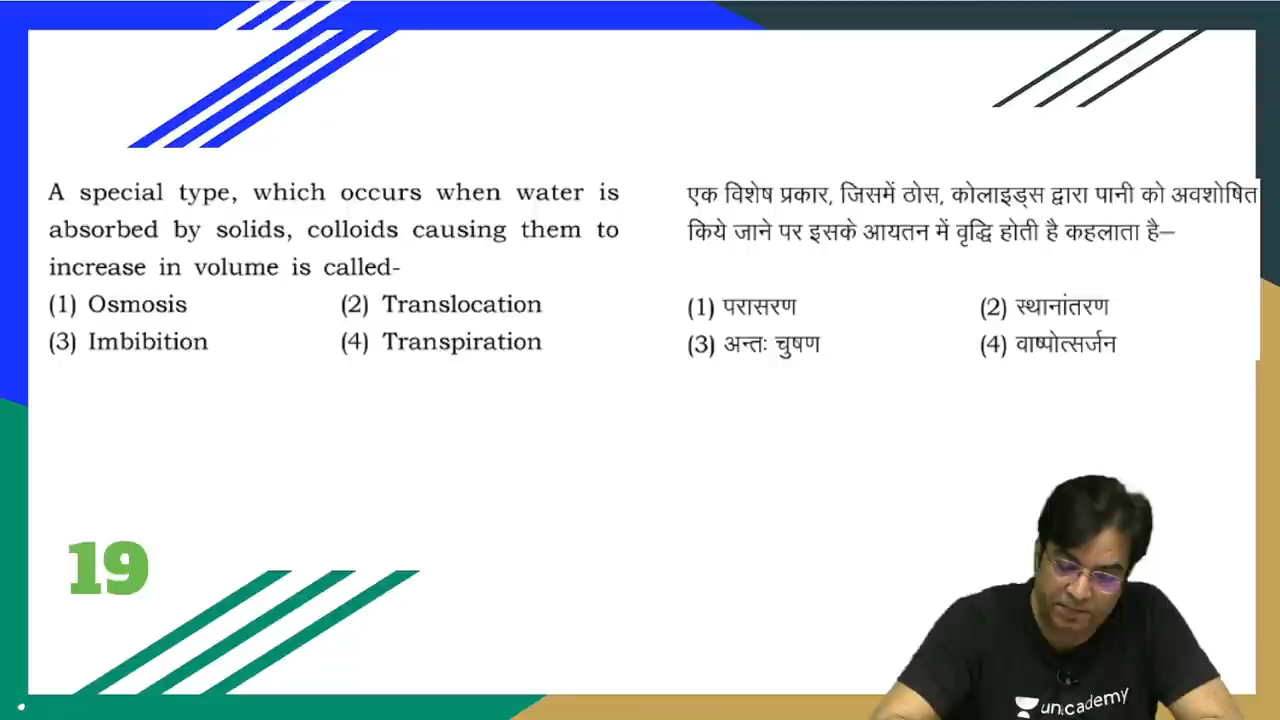 A special type, which occurs when water is
absorbed by solids, colloids causing them to
increase in volume is called-
(1) Osmosis (2) Translocation
(3) Imbibition (4) Transpiration
एक विशेष प्रकार, जिसमें ठोस, कोलाइड्स द्वारा पानी को अवशोषित
किये जाने पर इसके आयतन में वृद्धि होती है कहलाता है–
(1) परासरण (2) स्थानांतरण
(3) अन्तः चुषण (4) वाष्पोत्सर्जन
19
unacademy